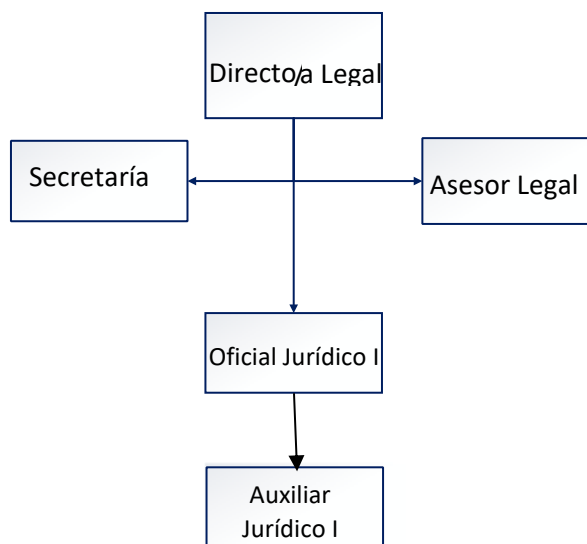 Directo/a Legal
Secretaría
Asesor Legal
Oficial Jurídico I
Auxiliar
Jurídico I